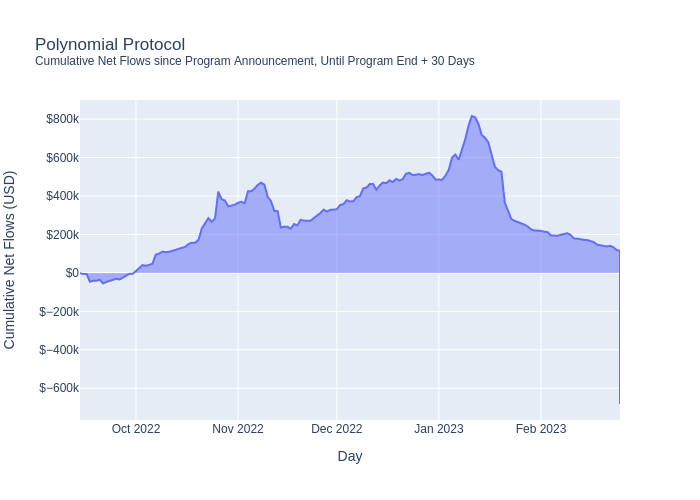 Polynomial Protocol
Cumulative Net Flows since Program Announcement, Until Program End + 30 Days
Cumulative Net Flows (USD)
$800k
$600k
$400k
$200k
$0
$−200k
$−400k
$−600k
Oct 2022
Nov 2022
Dec 2022
Jan 2023
Feb 2023
Day